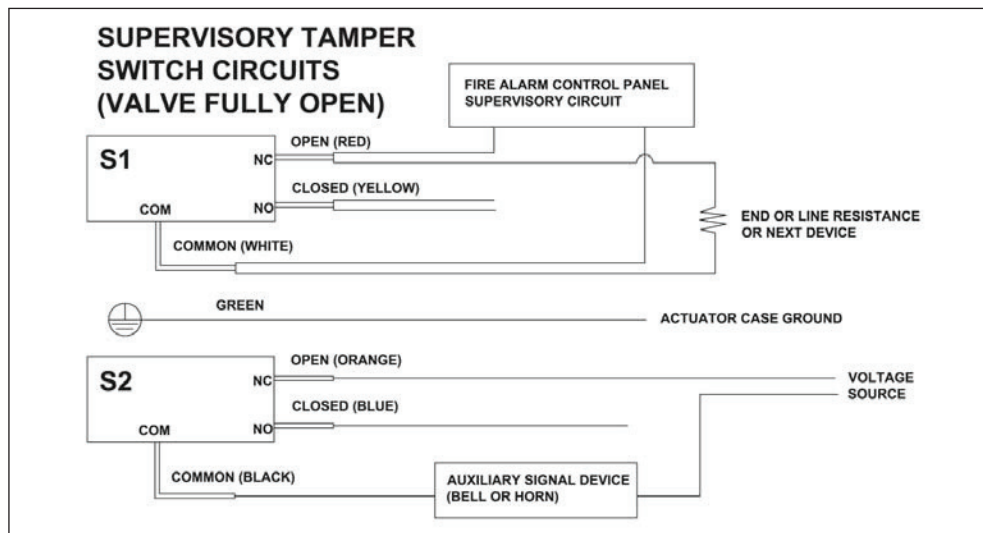 SUPERVISORY TAMPER
SWITCH CIRCUITS
(VALVE FULLY OPEN)
FIRE ALARM CONTROL PANEL
SUPERVISORY CIRCUIT
S1
NC
OPEN (RED)
CLOSED (YELLOW)
COM
NO
COMMON (WHITE)
END OR LINE RESISTANCE
OR NEXT DEVICE
GREEN
ACTUATOR CASE GROUND
S2
NC
OPEN (ORANGE)
VOLTAGE
SOURCE
CLOSED (BLUE)
COM
NO
COMMON (BLACK)
AUXILIARY SIGNAL DEVICE
(BELL OR HORN)